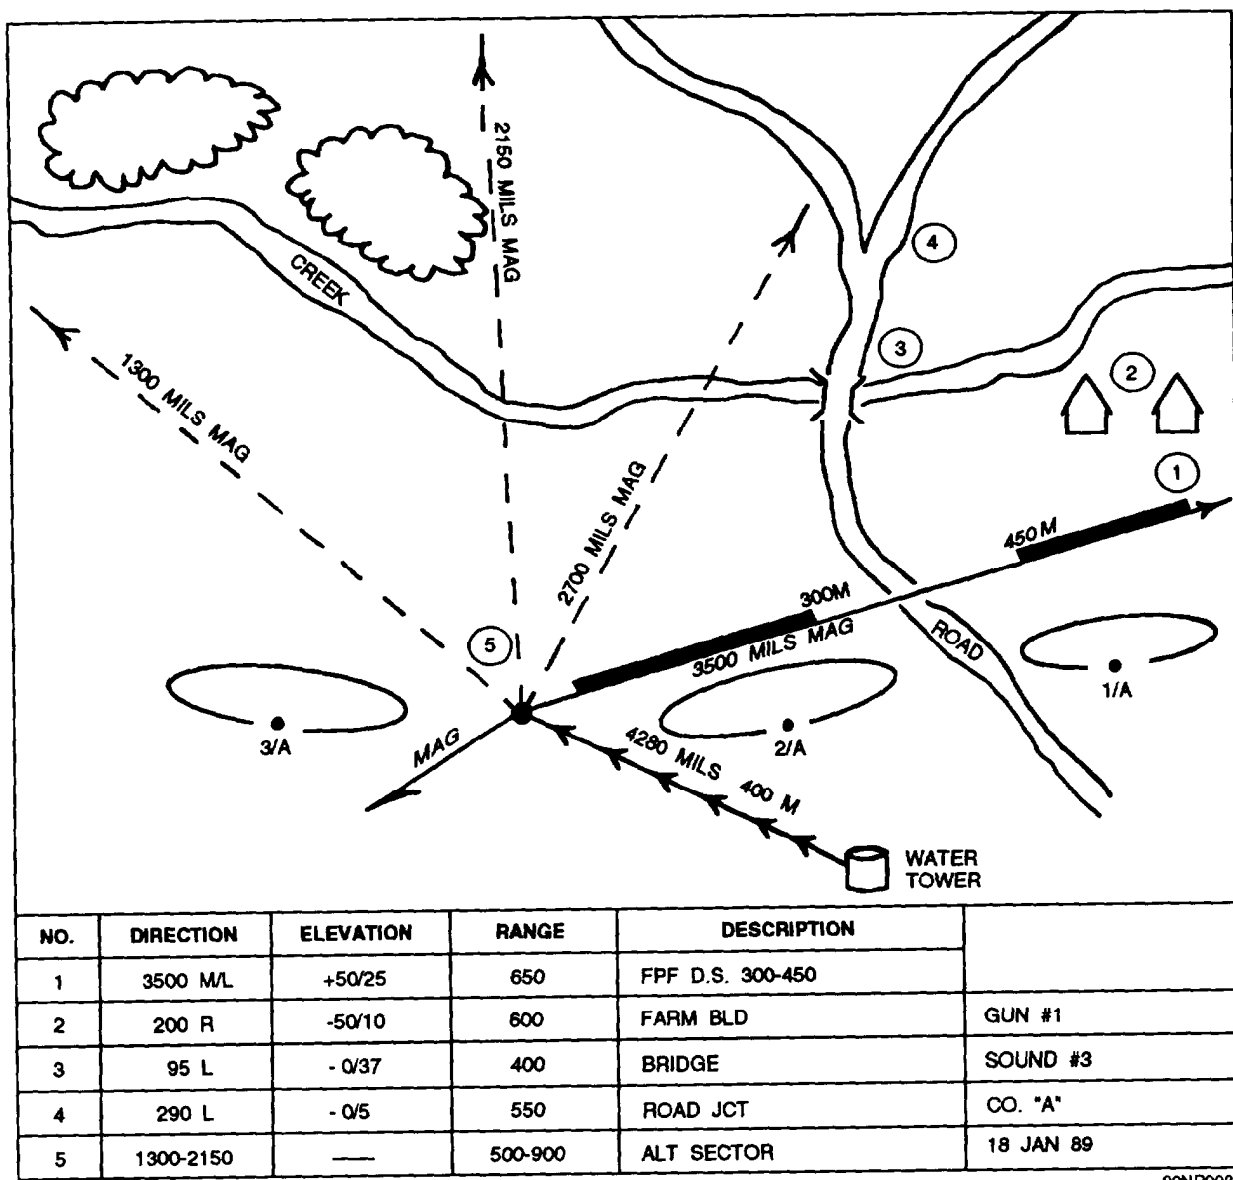 2150 MILS MAG
4
CREEK
3
1300 MILS MAG
2
1
2700 MILS MAG
450M
300M
5
3500 MILS MAG
ROAD
1/A
MAG
3/A
2/A
4280 MILS 400 M
WATER
TOWER
NO. DIRECTION ELEVATION RANGE DESCRIPTION
1 3500 M/L +50/25 650 FPF D.S. 300-450
2 200 R -50/10 600 FARM BLD GUN #1
3 95 L - 0/37 400 BRIDGE SOUND #3
4 290 L - 0/5 550 ROAD JCT CO. "A"
5 1300-2150 —— 500-900 ALT SECTOR 18 JAN 89